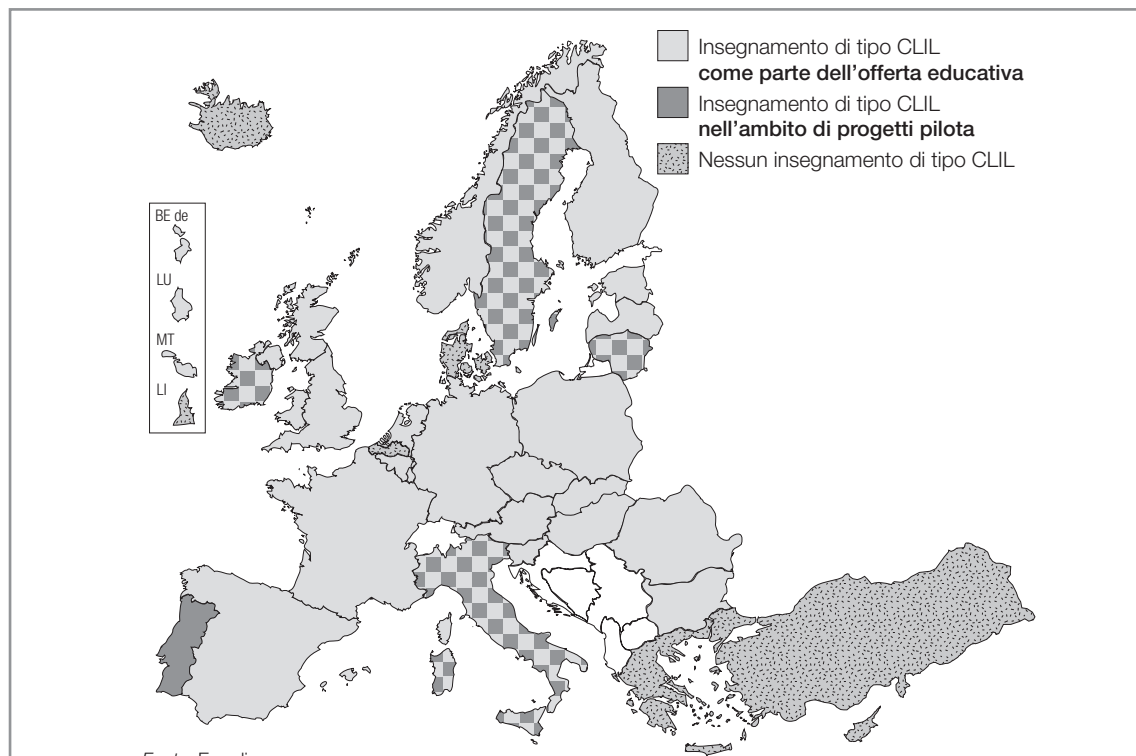 Insegnamento di tipo CLIL
come parte dell'offerta educativa
Insegnamento di tipo CLIL
nell'ambito di progetti pilota
Nessun insegnamento di tipo CLIL
BE de
LU
MT
LI